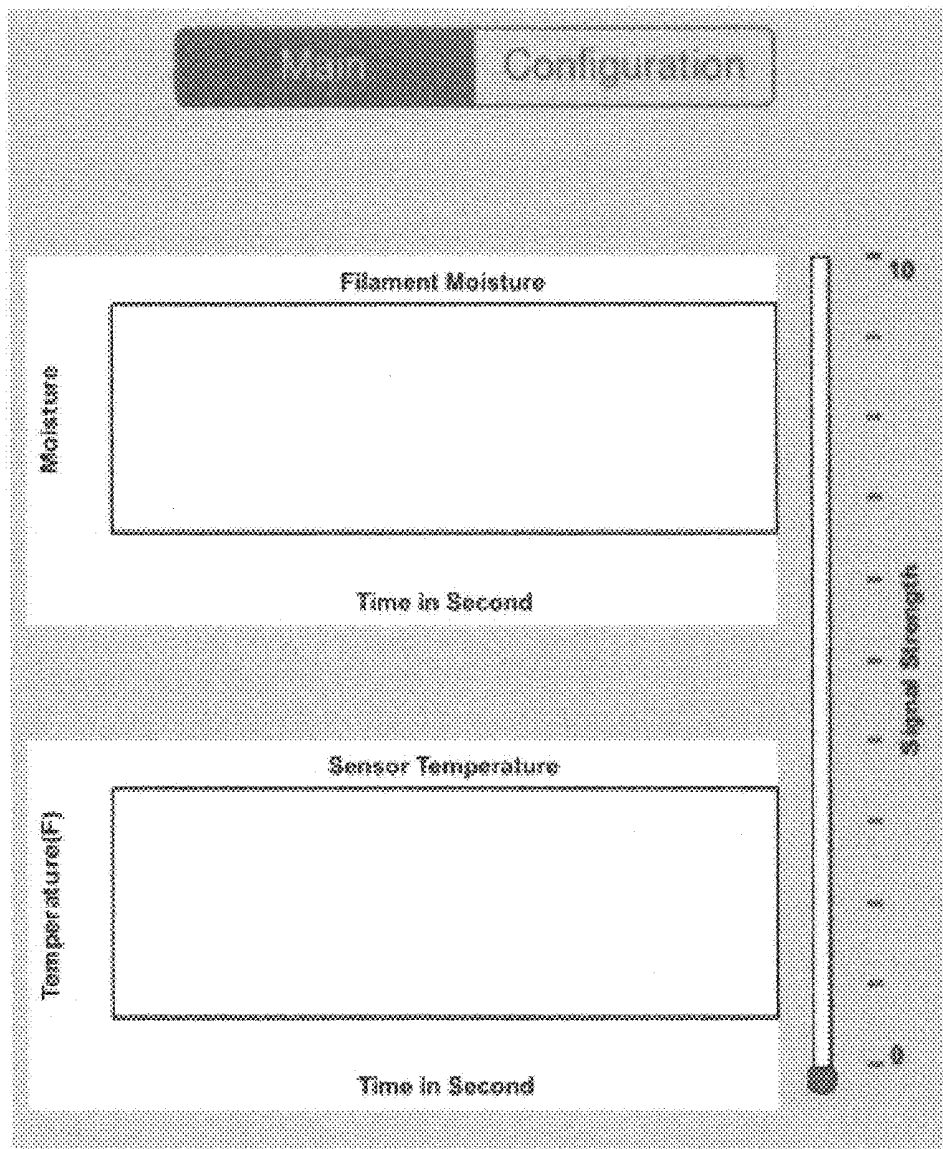 Configuration
Filament Moisture
Moisture
Time in Second
10
Signal Strength
0
Sensor Temperature
Temperature(F)
Time in Second